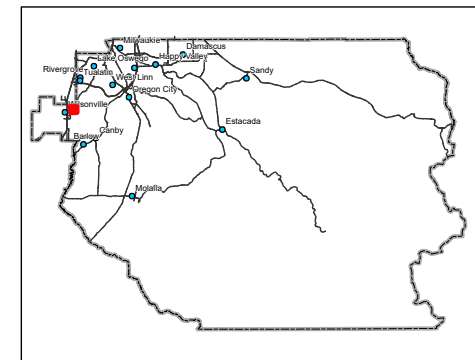 Milwaukie
Damascus
Lake Oswego
Happy Valley
Rivergrove
Tualatin
Sandy
West Linn
Oregon City
Wilsonville
Estacada
Canby
Barlow
Molalla